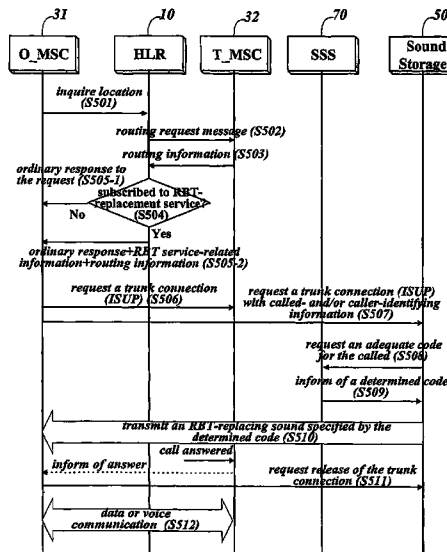 31
10
32
70
50
O_MSC
HLR
T_MSC
SSS
Sound
Storage
inquire location
(S501)
routing request message (S502)
routing information (S503)
ordinary response to
the request (S505-1)
subscribed to RBT-
replacement service?
(S504)
No
Yes
ordinary response+RBT service-related
information+routing information (S505-2)
request a trunk connection
(ISUP) (S506)
request a trunk connection (ISUP)
with called- and/or caller-identifying
information (S507)
request an adequate code
for the called (S508)
inform of a determined code
(S509)
transmit an RBT-replacing sound specified by the
determined code (S510)
call answered
inform of answer
request release of the trunk
connection (S511)
data or voice
communication (S512)